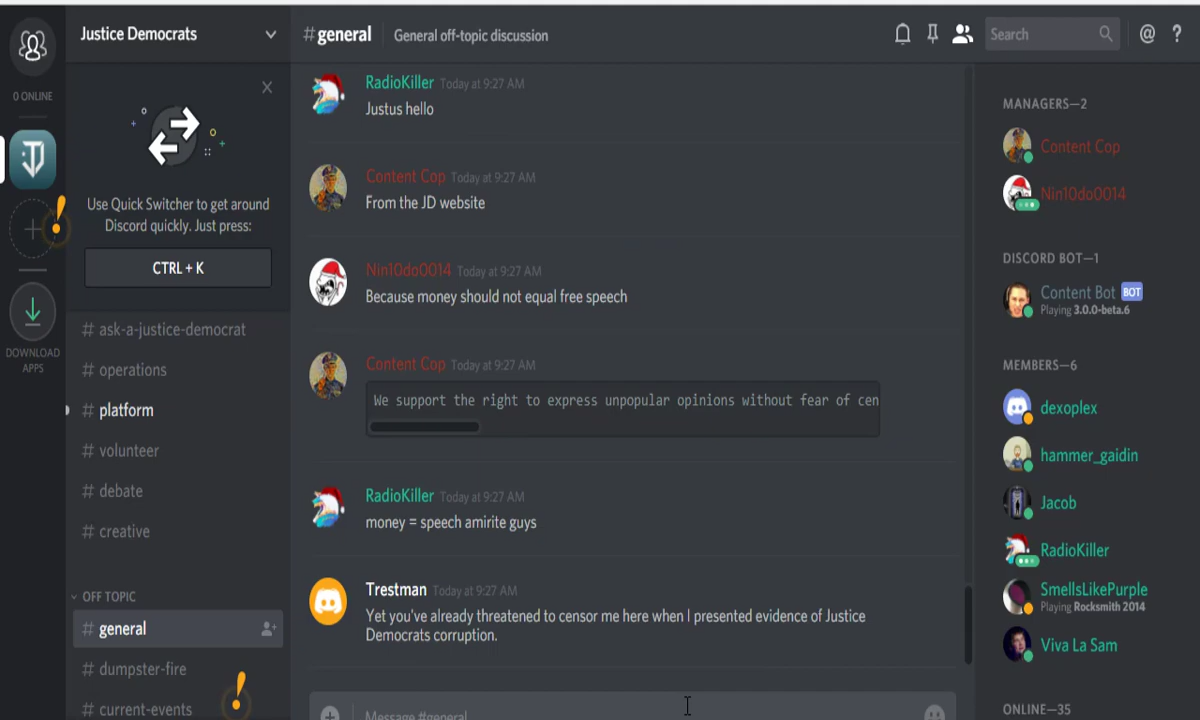 Justice Democrats
#general
General off-topic discussion
Search
@
?
0 ONLINE
Use Quick Switcher to get around
Discord quickly. Just press:
CTRL + K
DOWNLOAD
APPS
# ask-a-justice-democrat
# operations
# platform
# volunteer
# debate
# creative
OFF TOPIC
# general
# dumpster-fire
# current-events
RadioKiller Today at 9:27 AM
Justus hello
Content Cop Today at 9:27 AM
From the JD website
Nin10do0014 Today at 9:27 AM
Because money should not equal free speech
Content Cop Today at 9:27 AM
We support the right to express unpopular opinions without fear of cen
RadioKiller Today at 9:27 AM
money = speech amirite guys
Trestman Today at 9:27 AM
Yet you've already threatened to censor me here when I presented evidence of Justice
Democrats corruption.
Message #general
MANAGERS—2
Content Cop
Nin10do0014
DISCORD BOT—1
Content Bot BOT
Playing 3.0.0-beta.6
MEMBERS—6
dexoplex
hammer_gaidin
Jacob
RadioKiller
SmellsLikePurple
Playing Rocksmith 2014
Viva La Sam
ONLINE—35